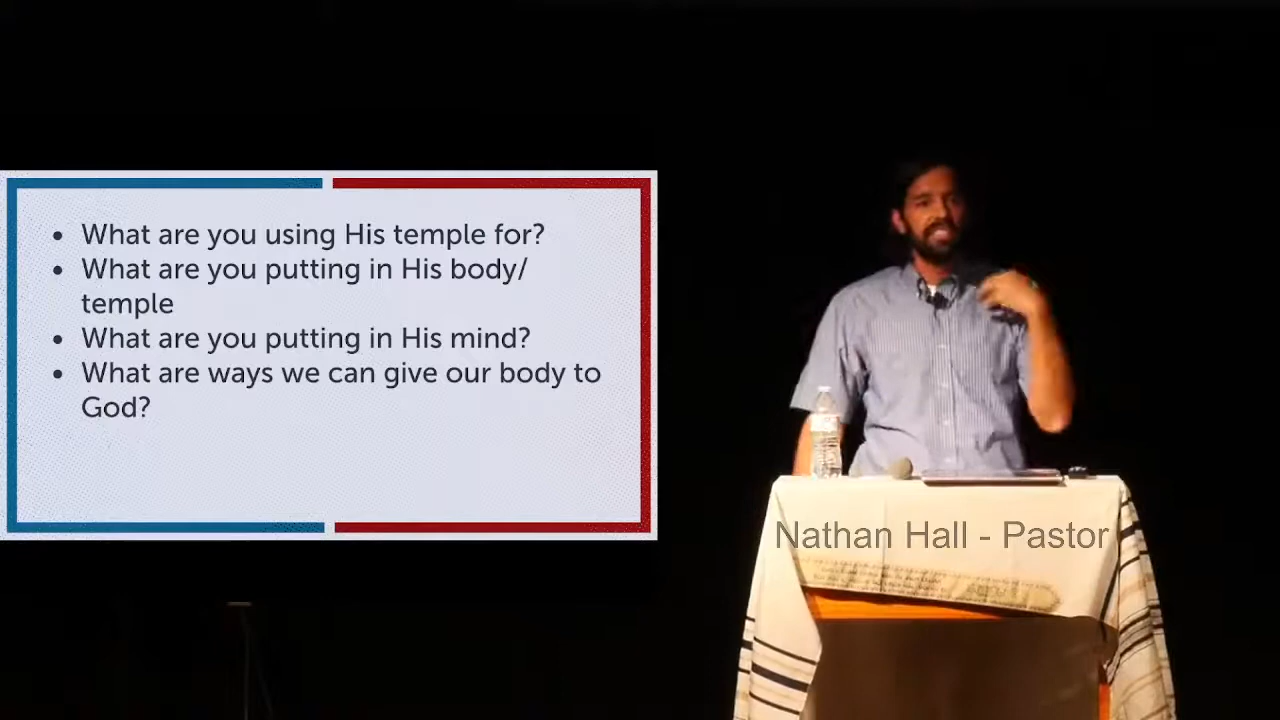 • What are you using His temple for?
• What are you putting in His body/
temple
• What are you putting in His mind?
• What are ways we can give our body to
God?
Nathan Hall - Pastor